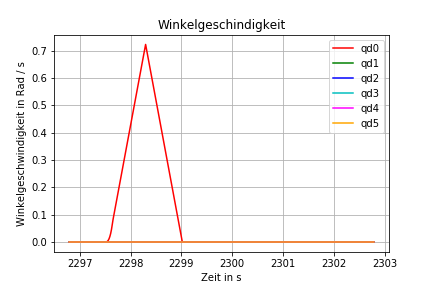 Winkelgeschindigkeit
Winkelgeschwindigkeit in Rad / s
0.7
0.6
0.5
0.4
0.3
0.2
0.1
0.0
qd0
qd1
qd2
qd3
qd4
qd5
2297 2298 2299 2300 2301 2302 2303
Zeit in s